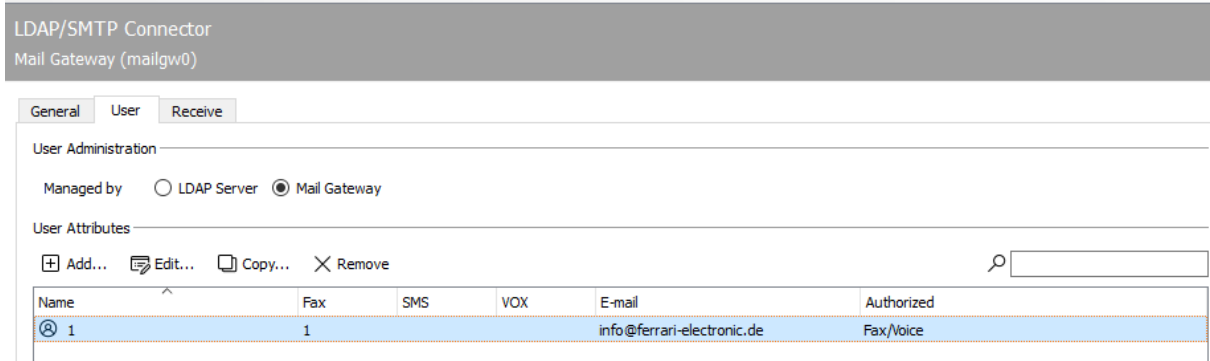 LDAP/SMTP Connector
Mail Gateway (mailgw0)
General User Receive
User Administration
Managed by LDAP Server Mail Gateway
User Attributes
Add... Edit... Copy... Remove
Name Fax SMS VOX E-mail Authorized
1 1 info@ferrari-electronic.de Fax/Voice